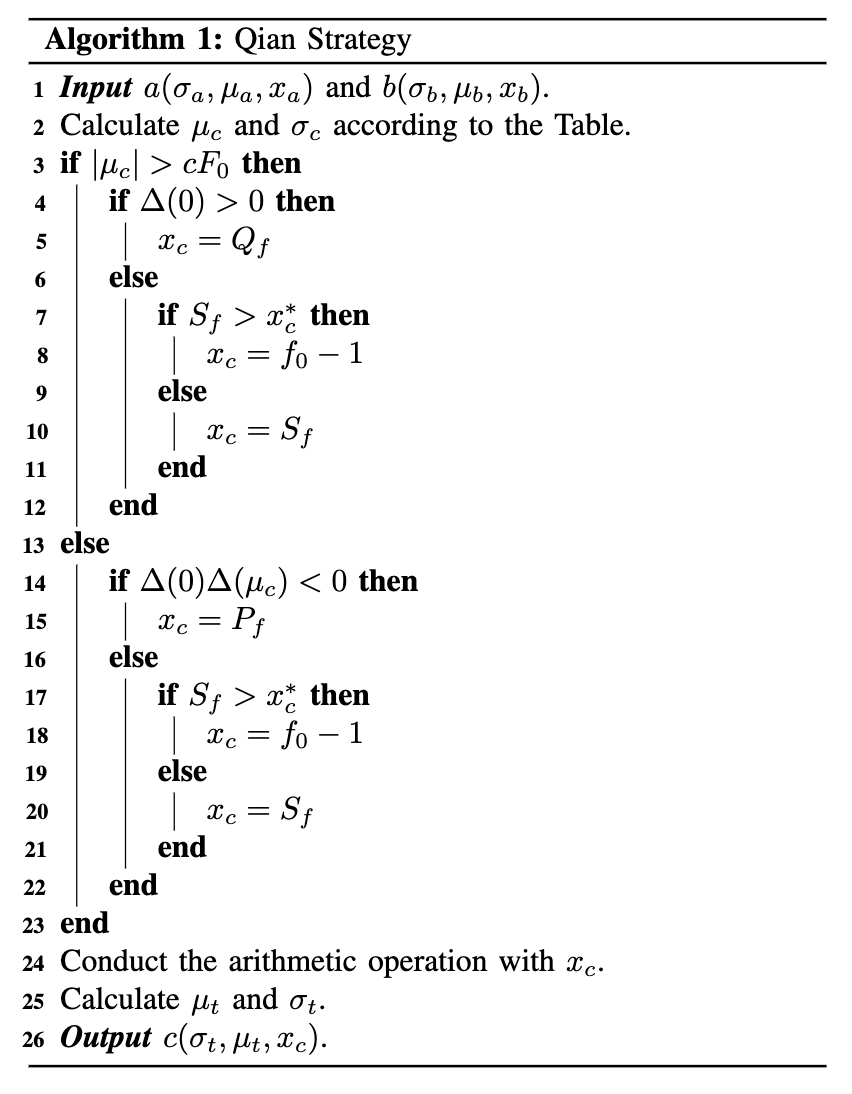 Algorithm 1: Qian Strategy
1 Input a(σ_a, μ_a, x_a) and b(σ_b, μ_b, x_b).
2 Calculate μ_c and σ_c according to the Table.
3 if |μ_c| > cF_0 then
4 if Δ(0) > 0 then
5 x_c = Q_f
6 else
7 if S_f > x_c^* then
8 x_c = f_0 − 1
9 else
10 x_c = S_f
11 end
12 end
13 else
14 if Δ(0)Δ(μ_c) < 0 then
15 x_c = P_f
16 else
17 if S_f > x_c^* then
18 x_c = f_0 − 1
19 else
20 x_c = S_f
21 end
22 end
23 end
24 Conduct the arithmetic operation with x_c.
25 Calculate μ_t and σ_t.
26 Output c(σ_t, μ_t, x_c).